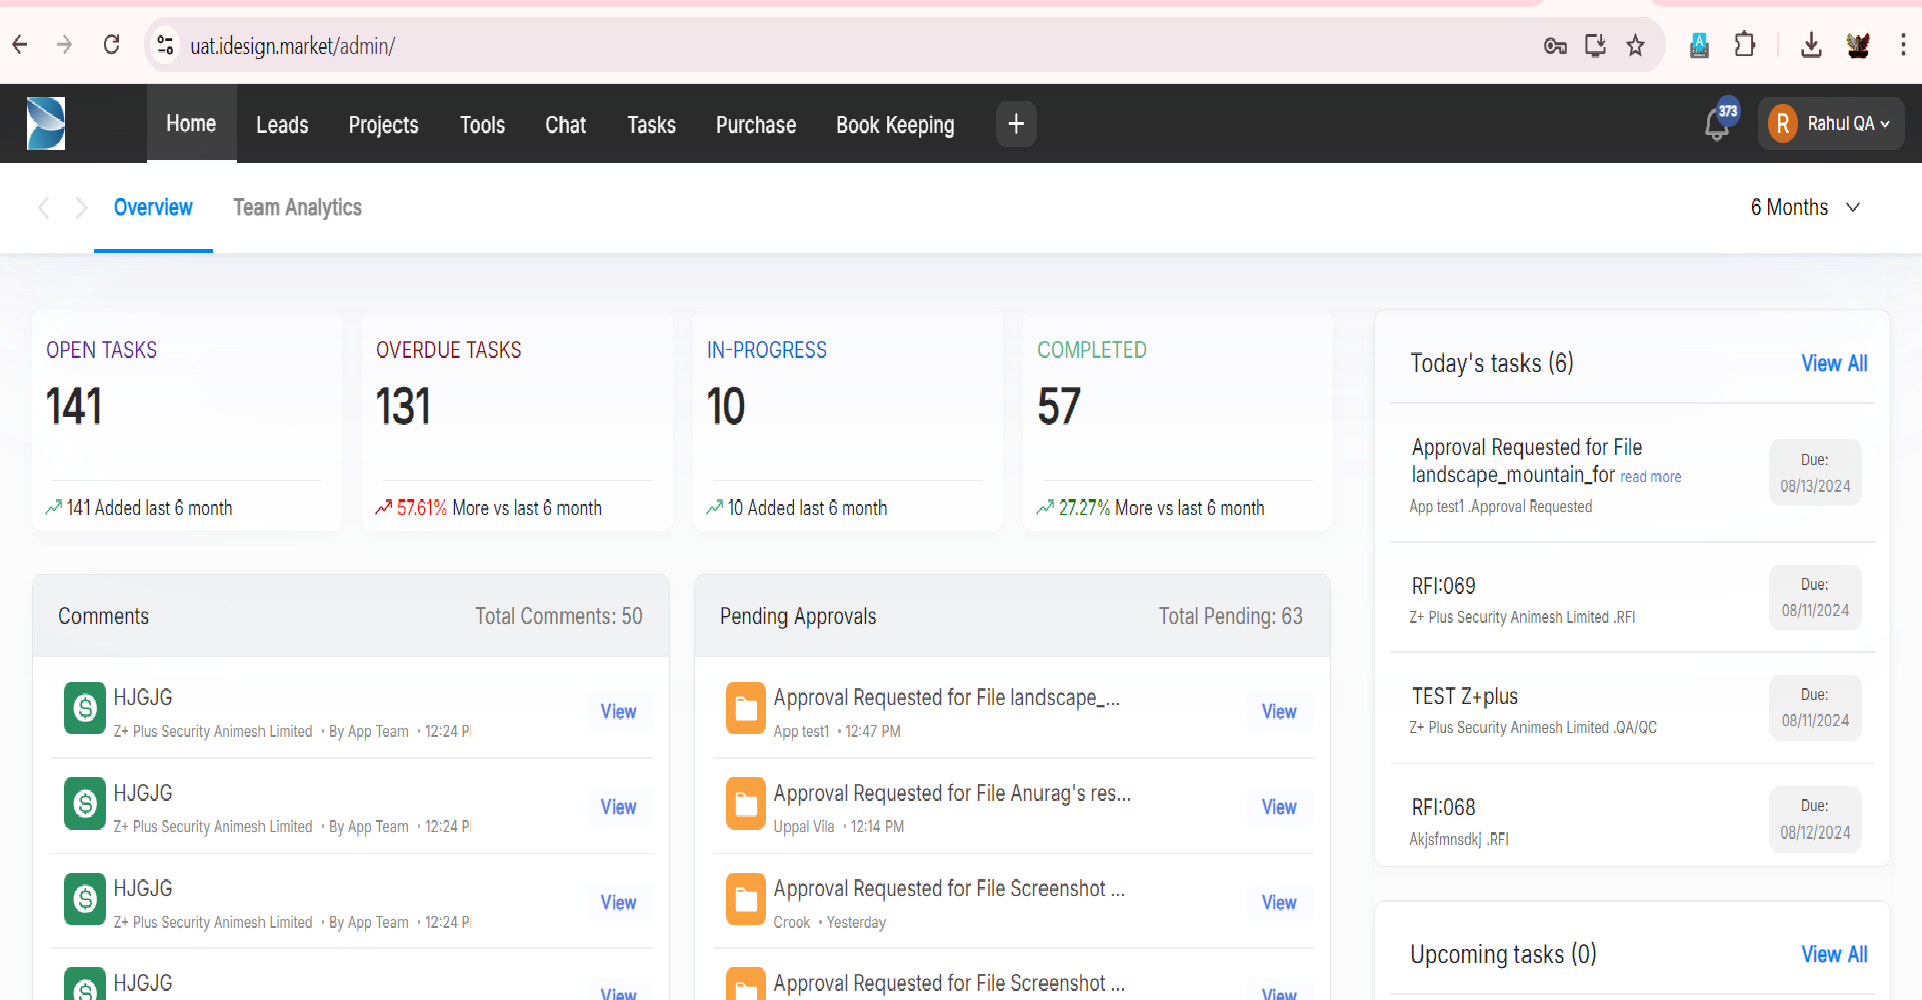 uat.idesign.market/admin/
Home
Leads
Projects
Tools
Chat
Tasks
Purchase
Book Keeping
+
373
R
Rahul QA
Overview
Team Analytics
6 Months
OPEN TASKS
141
141 Added last 6 month
OVERDUE TASKS
131
57.61% More vs last 6 month
IN-PROGRESS
10
10 Added last 6 month
COMPLETED
57
27.27% More vs last 6 month
Comments
Total Comments: 50
HJGJG
Z+ Plus Security Animesh Limited • By App Team • 12:24
View
HJGJG
Z+ Plus Security Animesh Limited • By App Team • 12:24
View
HJGJG
Z+ Plus Security Animesh Limited • By App Team • 12:24
View
HJGJG
View
Pending Approvals
Total Pending: 63
Approval Requested for File landscape_...
App test1 • 12:47 PM
View
Approval Requested for File Anurag's res...
Uppal Vila • 12:14 PM
View
Approval Requested for File Screenshot ...
Crook • Yesterday
View
Approval Requested for File Screenshot ...
View
Today's tasks (6)
View All
Approval Requested for File
landscape_mountain_for read more
App test1 .Approval Requested
Due:
08/13/2024
RFI:069
Z+ Plus Security Animesh Limited .RFI
Due:
08/11/2024
TEST Z+plus
Z+ Plus Security Animesh Limited .QA/QC
Due:
08/11/2024
RFI:068
Akjsfmnsdkj .RFI
Due:
08/12/2024
Upcoming tasks (0)
View All